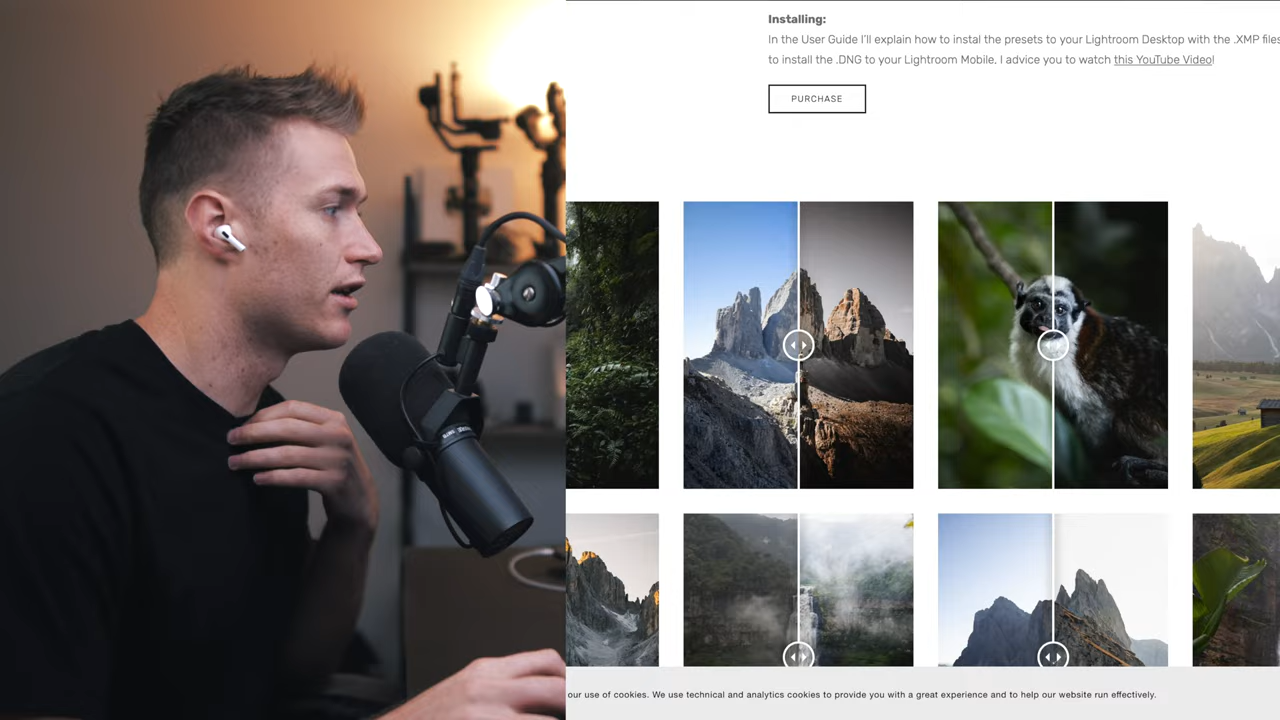 Installing:
In the User Guide I'll explain how to instal the presets to your Lightroom Desktop with the .XMP files
to install the .DNG to your Lightroom Mobile. I advice you to watch this YouTube Video!
PURCHASE
our use of cookies. We use technical and analytics cookies to provide you with a great experience and to help our website run effectively.